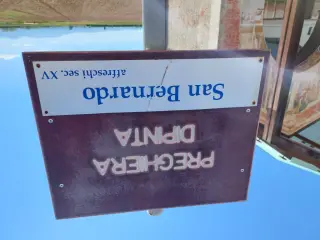 PREGHIERA
DIPINTA
San Bernardo
affreschi sec. XV